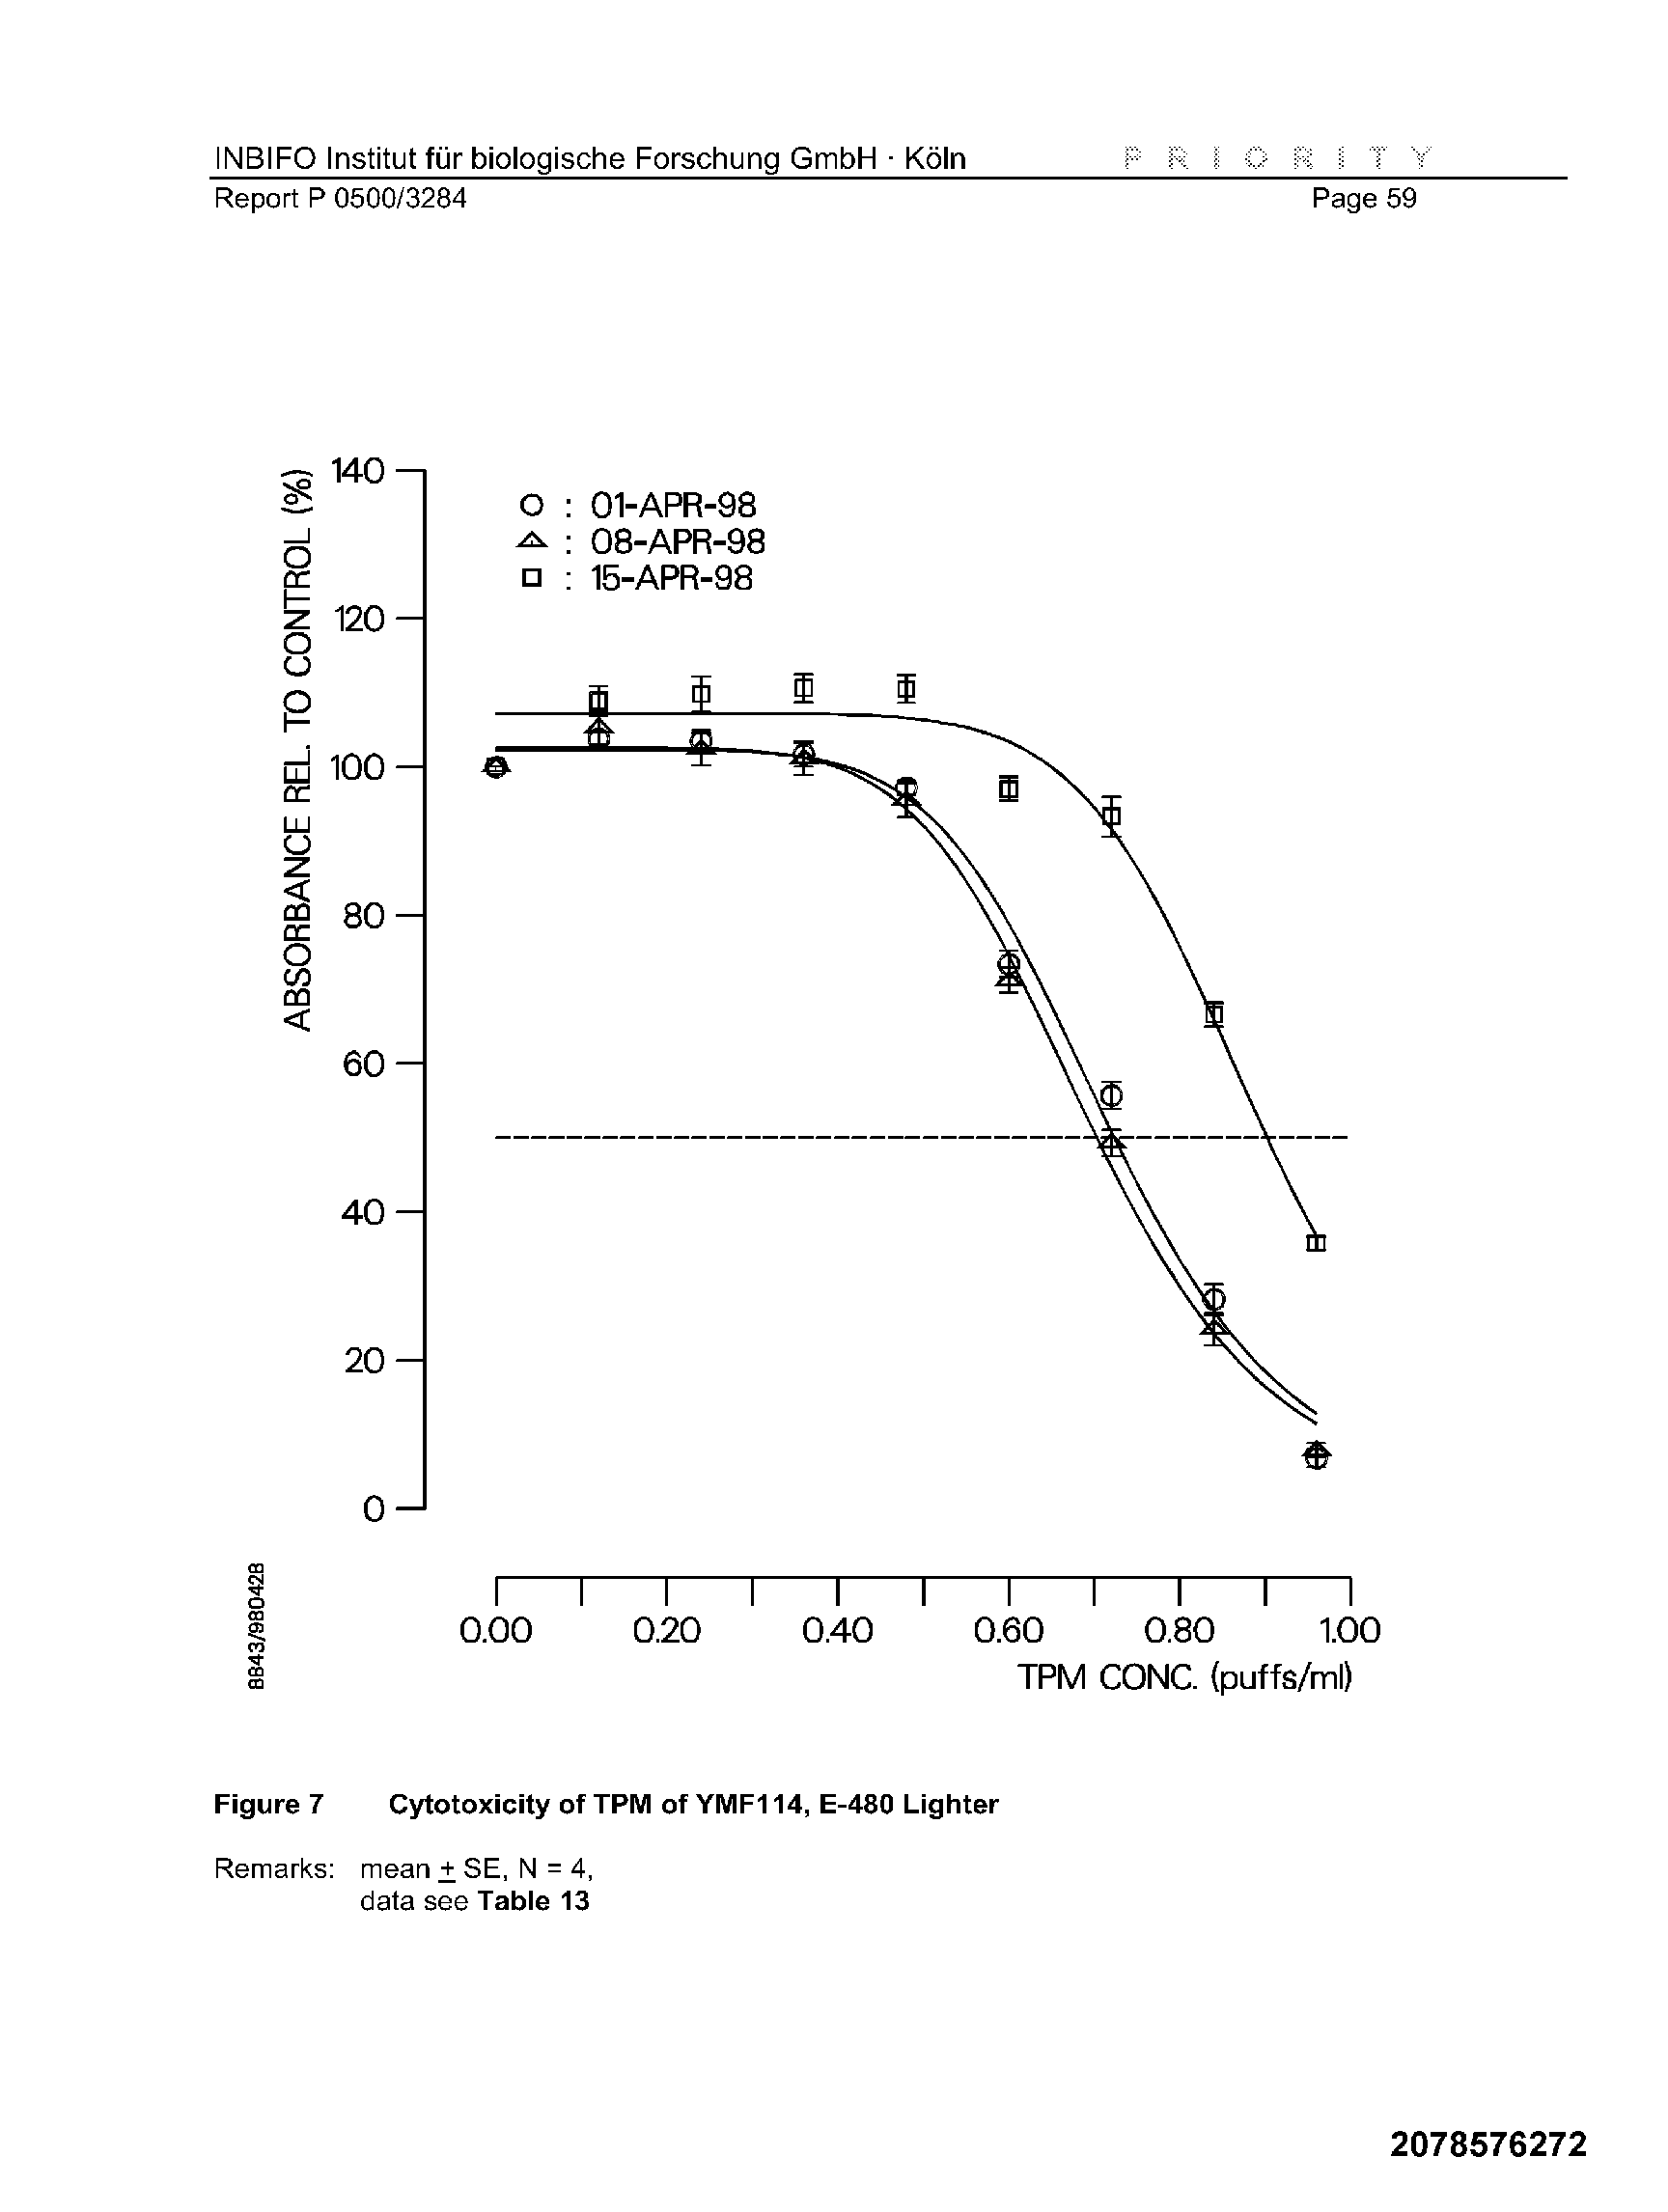 INBIFO Institut für biologische Forschung GmbH · Köln PRIORITY
Report P 0500/3284 Page 59
ABSORBANCE REL. TO CONTROL (%)
140
120
100
80
60
40
20
0
O : 01-APR-98
△ : 08-APR-98
□ : 15-APR-98
0.00 0.20 0.40 0.60 0.80 1.00
TPM CONC. (puffs/ml)
8843/980428
Figure 7 Cytotoxicity of TPM of YMF114, E-480 Lighter
Remarks: mean ± SE, N = 4,
data see Table 13
2078576272